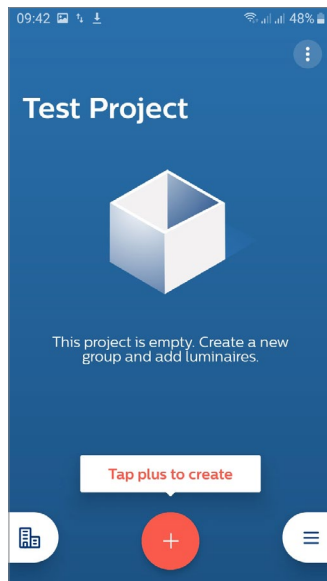 09:42 48%
Test Project
This project is empty. Create a new
group and add luminaires.
Tap plus to create